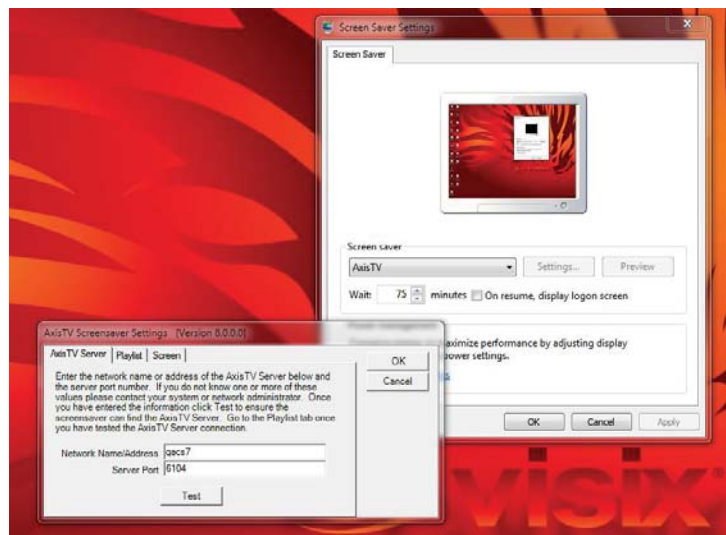 Screen Saver Settings
Screen Saver
Screen saver
AxisTV
Settings...
Preview
Wait: 75 minutes On resume, display logon screen
aximize performance by adjusting display
power settings.
OK
Cancel
Apply
AxisTV Screensaver Settings (Version 8.0.0.0)
AxisTV Server
Playlist
Screen
Enter the network name or address of the AxisTV Server below and
the server port number. If you do not know one or more of these
values please contact your system or network administrator. Once
you have entered the information click Test to ensure the
screensaver can find the AxisTV Server. Go to the Playlist tab once
you have tested the AxisTV Server connection.
Network Name/Address qacs7
Server Port 6104
Test
OK
Cancel
visix